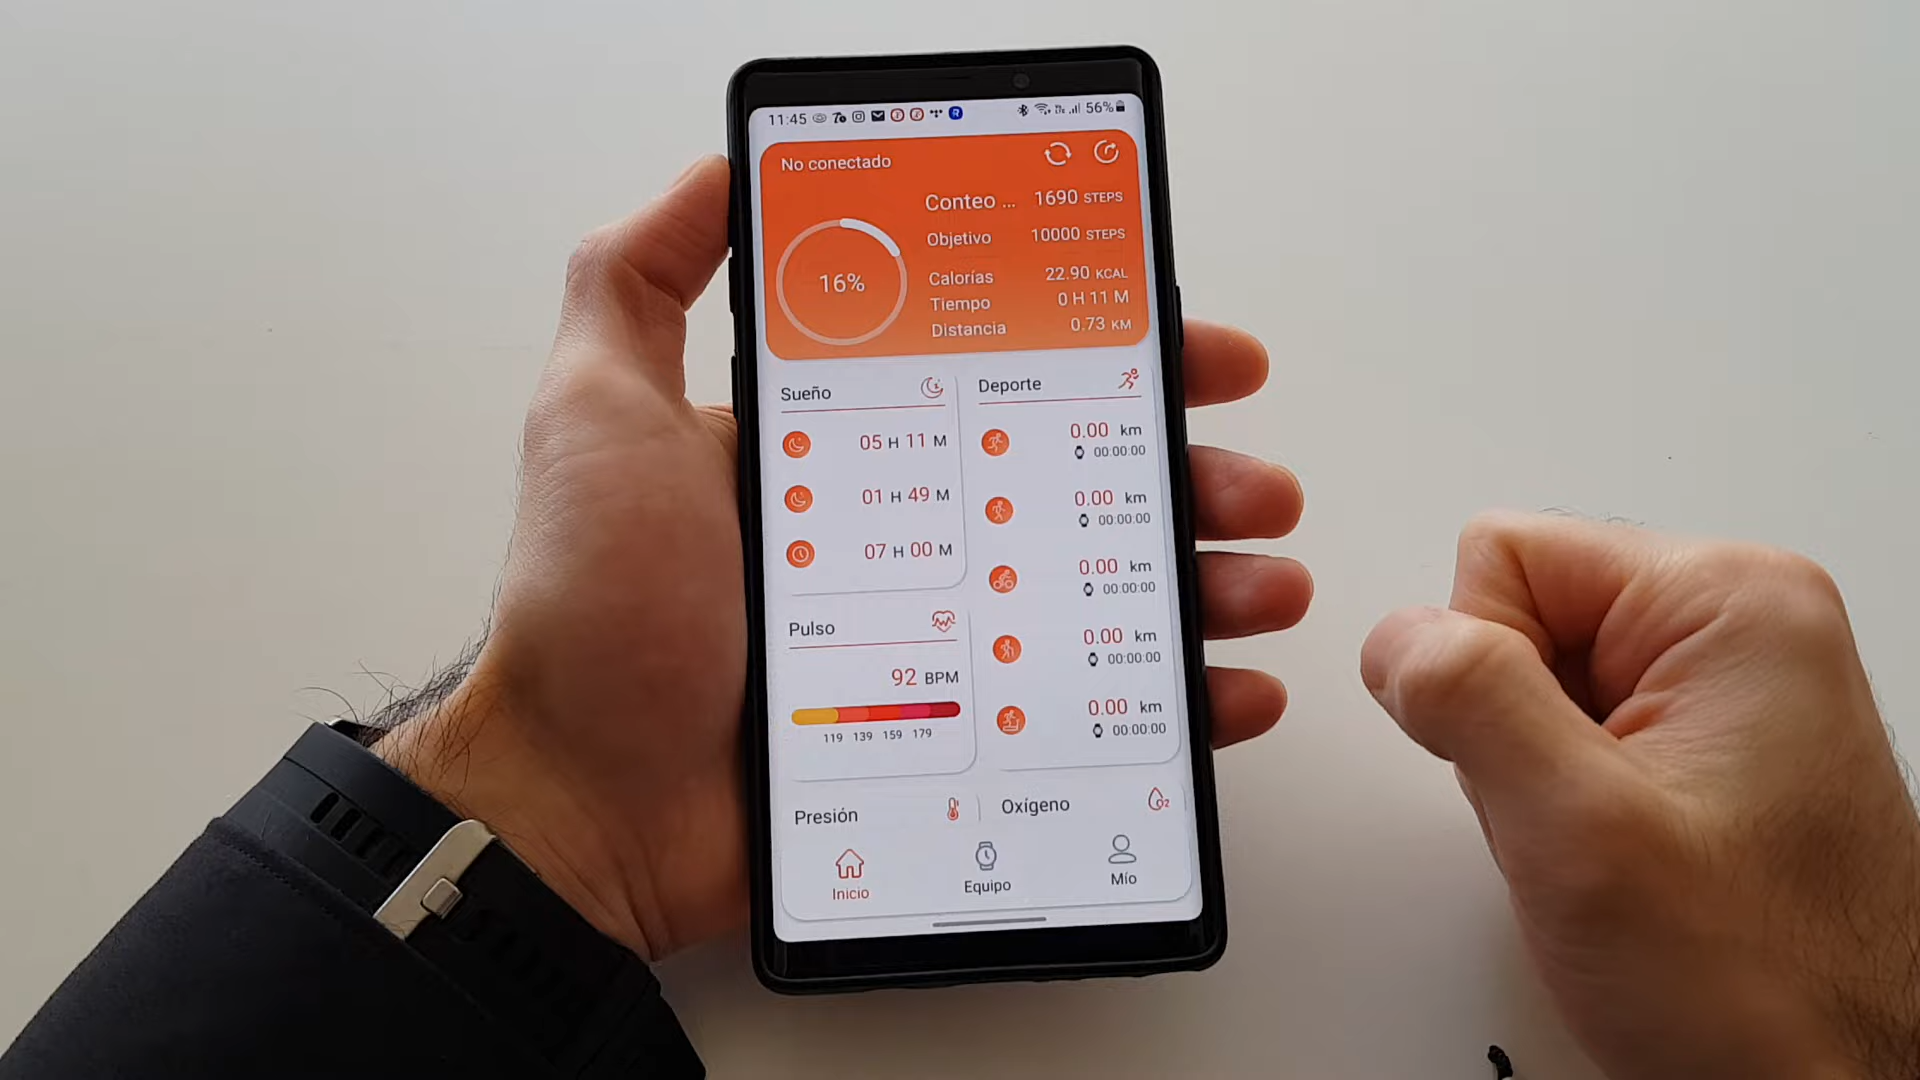 11:45
56%
No conectado
Conteo ... 1690 STEPS
Objetivo 10000 STEPS
16%
Calorías 22.90 KCAL
Tiempo 0 H 11 M
Distancia 0.73 KM
Sueño
05 H 11 M
01 H 49 M
07 H 00 M
Deporte
0.00 km
00:00:00
0.00 km
00:00:00
0.00 km
00:00:00
0.00 km
00:00:00
0.00 km
00:00:00
Pulso
92 BPM
119 139 159 179
Presión
Oxígeno
O2
Inicio
Equipo
Mío